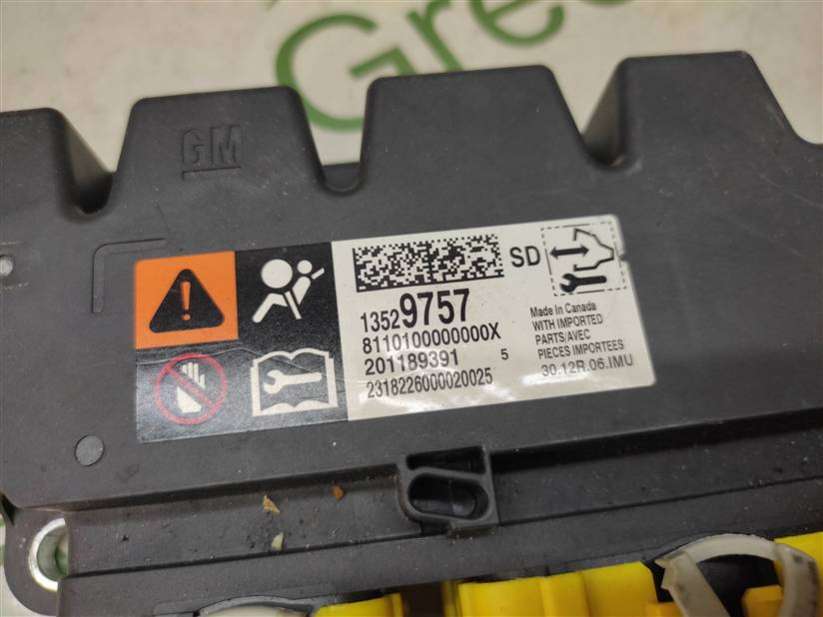 Gree
GM
SD
13529757
8110100000000X
201189391 5
2318226000020025
Made in Canada
WITH IMPORTED
PARTS/AVEC
PIECES IMPORTEES
30.12R.06.IMU